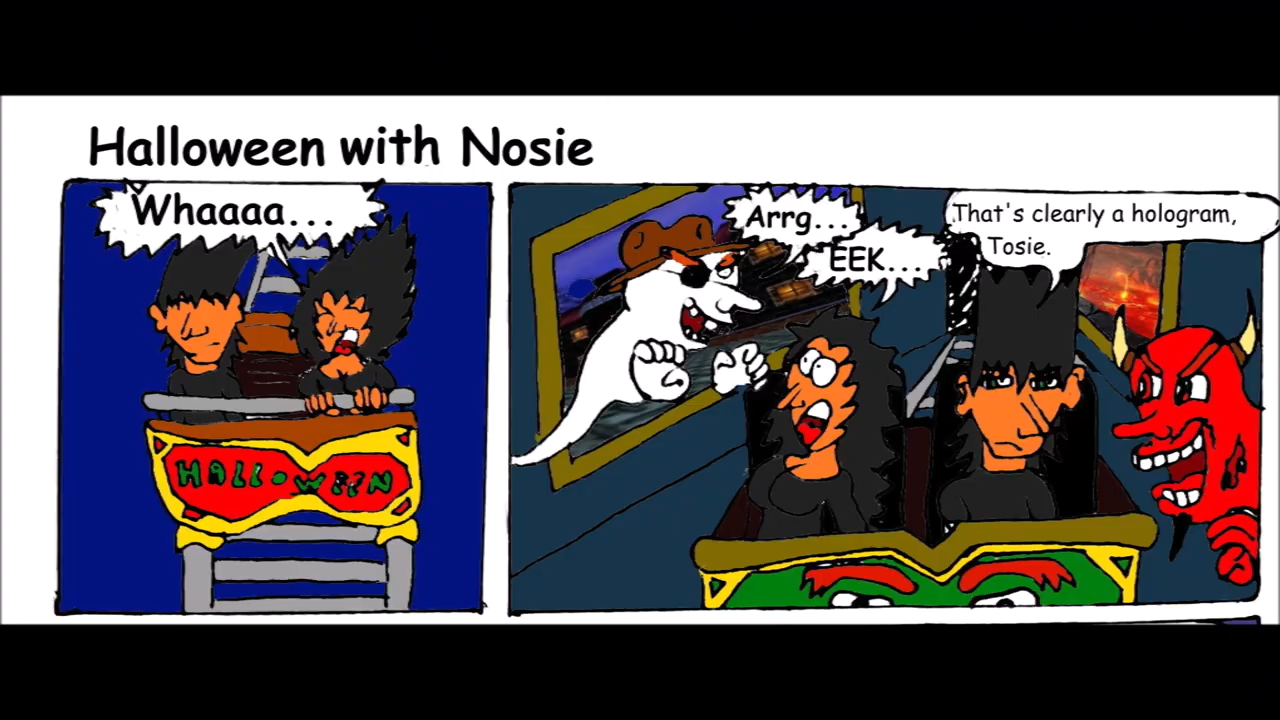 Halloween with Nosie
Whaaaa...
HALLOWEEN
Arrg...
EEK...
That's clearly a hologram,
Tosie.